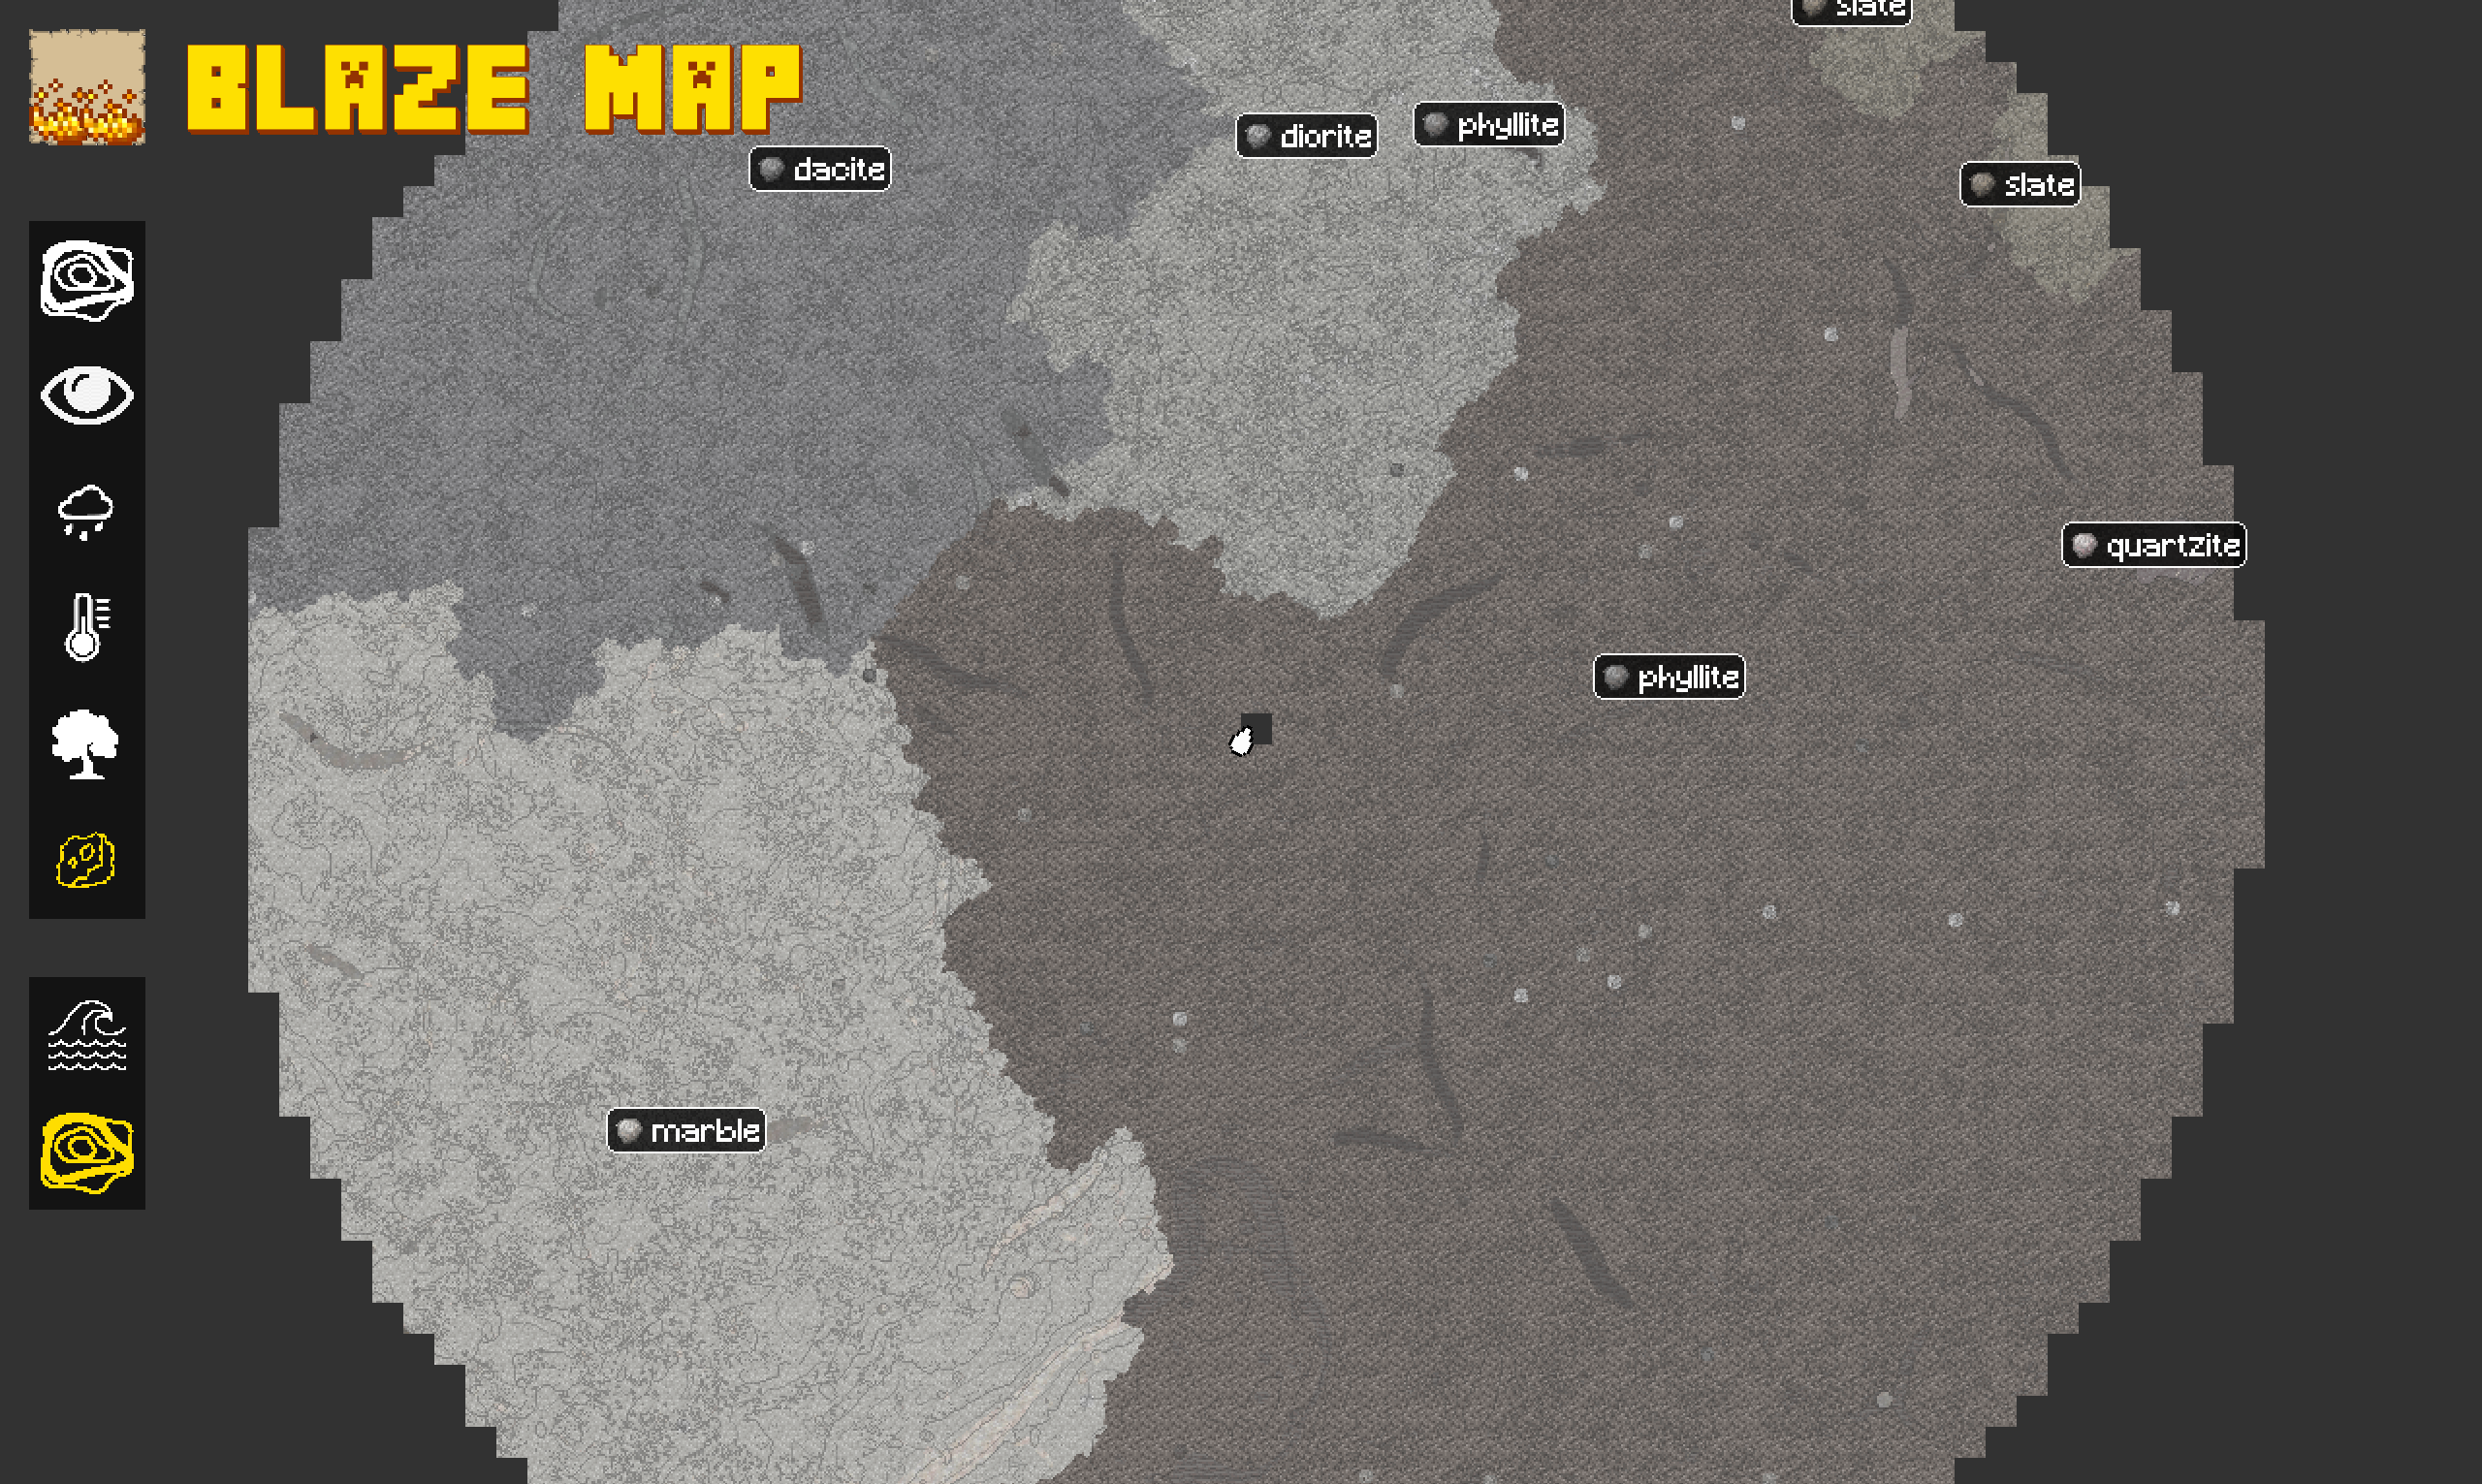 slate
BLAZE MAP
phyllite
diorite
dacite
slate
quartzite
phyllite
marble